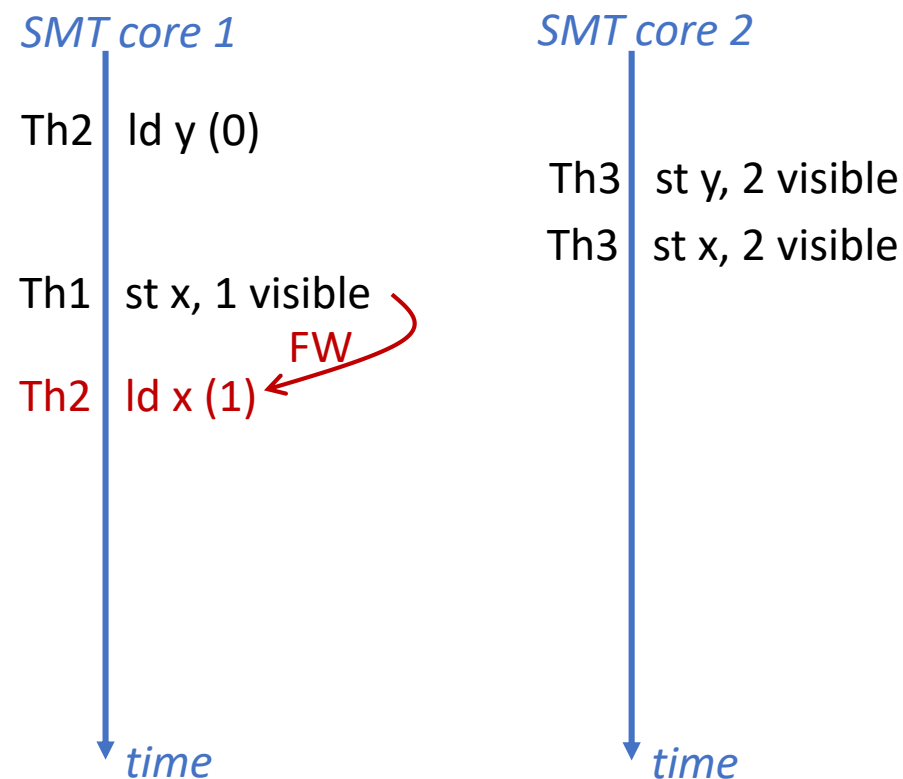 SMT core 1
Th2 ld y (0)
Th1 st x, 1 visible
FW
Th2 ld x (1)
time
SMT core 2
Th3 st y, 2 visible
Th3 st x, 2 visible
time